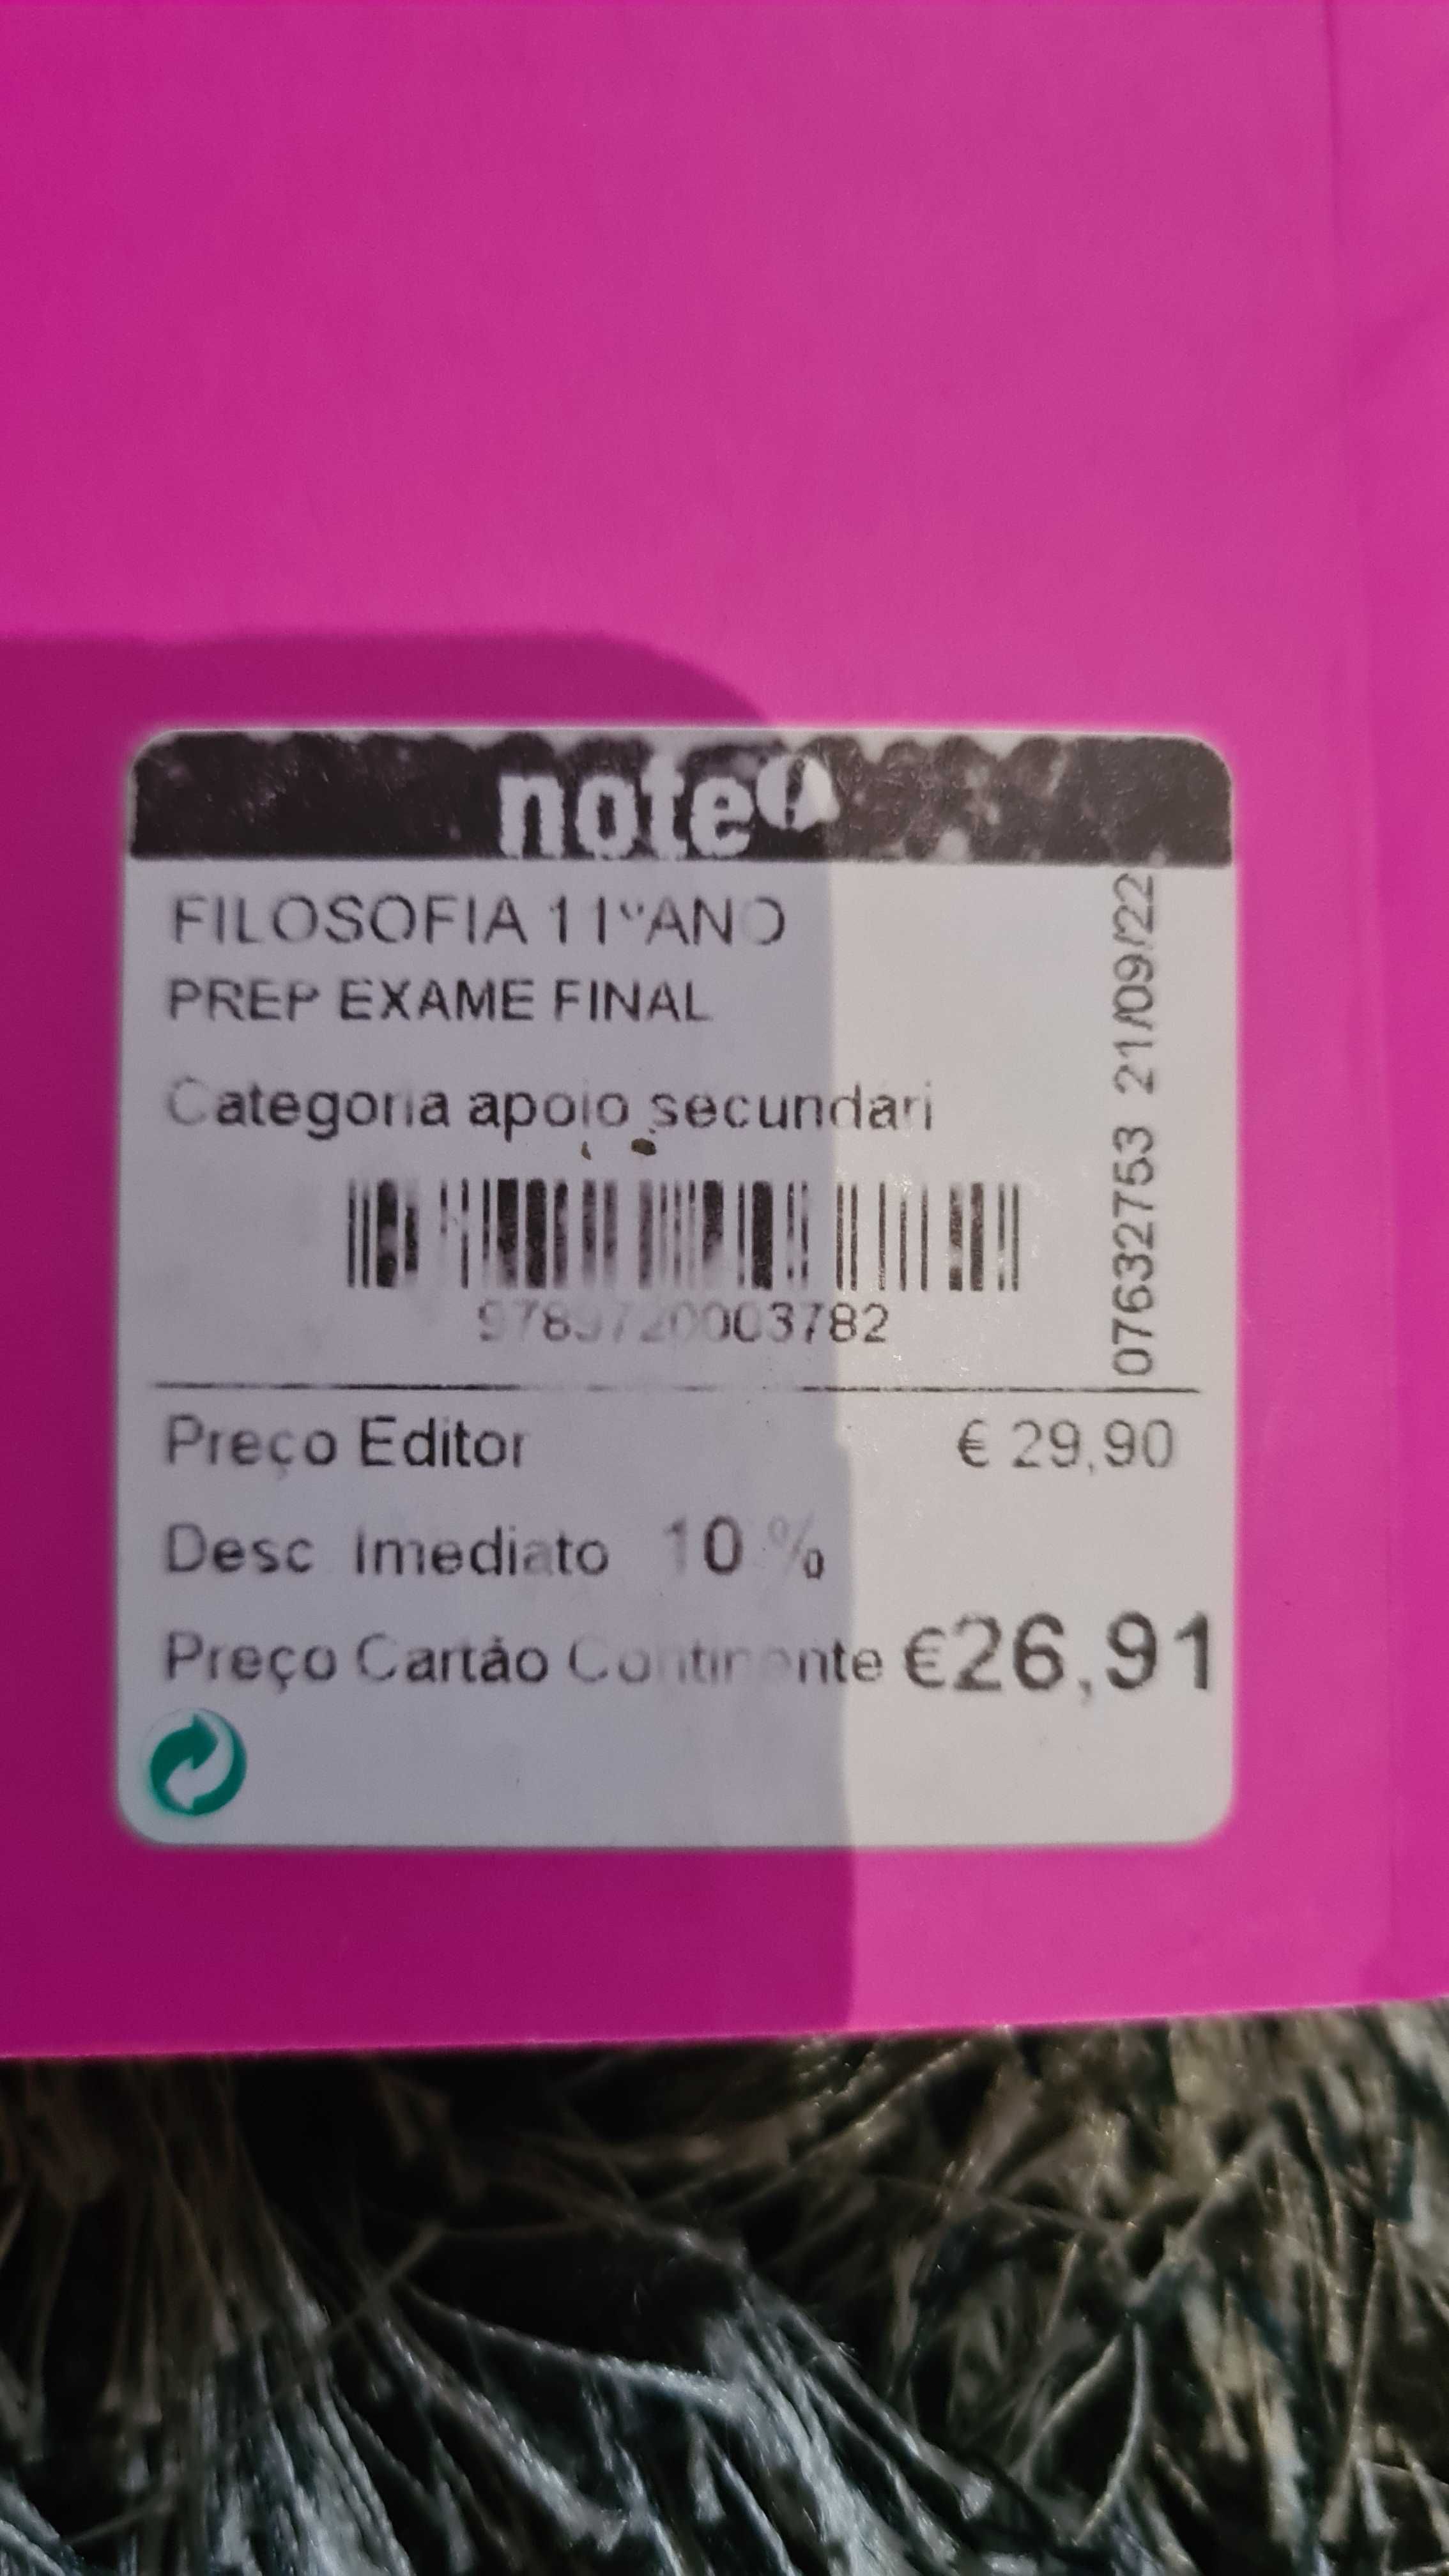 note!
FILOSOFIA 11ºANO
PREP EXAME FINAL
Categoria apoio secundári
9789720003782
07632753 21/09/22
Preço Editor € 29,90
Desc Imediato 10 %
Preço Cartão Continente €26,91